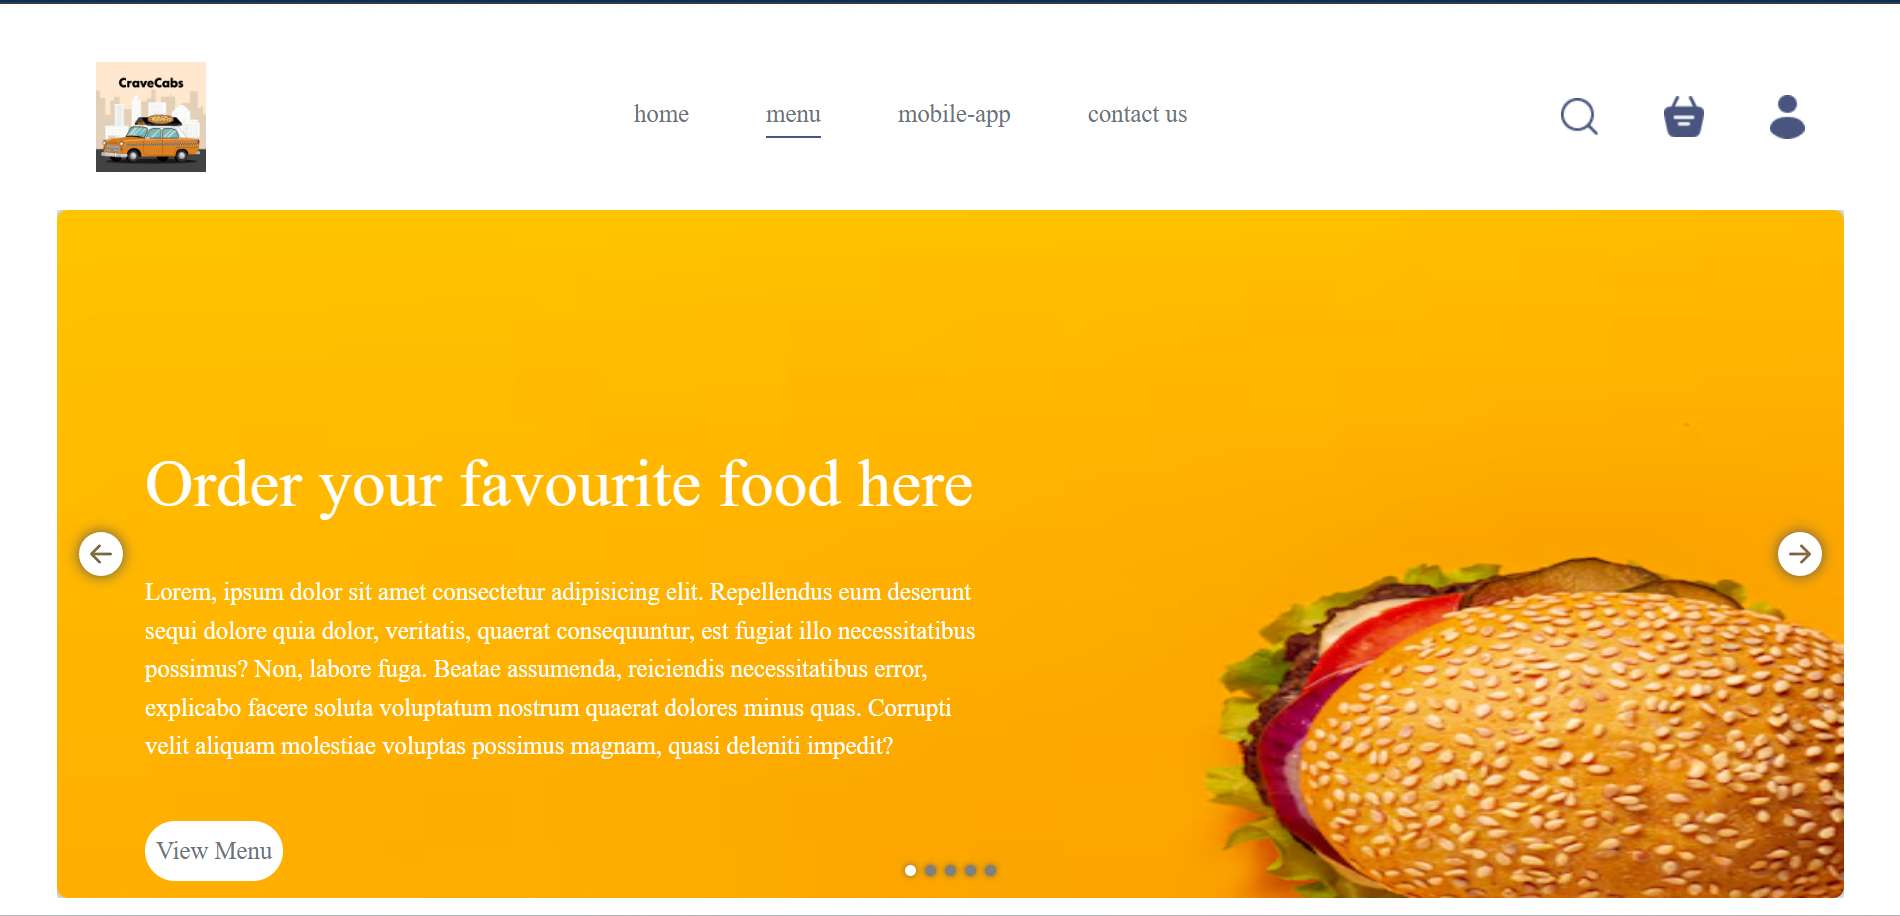 CraveCabs
home menu mobile-app contact us
Order your favourite food here
Lorem, ipsum dolor sit amet consectetur adipisicing elit. Repellendus eum deserunt
sequi dolore quia dolor, veritatis, quaerat consequuntur, est fugiat illo necessitatibus
possimus? Non, labore fuga. Beatae assumenda, reiciendis necessitatibus error,
explicabo facere soluta voluptatum nostrum quaerat dolores minus quas. Corrupti
velit aliquam molestiae voluptas possimus magnam, quasi deleniti impedit?
View Menu